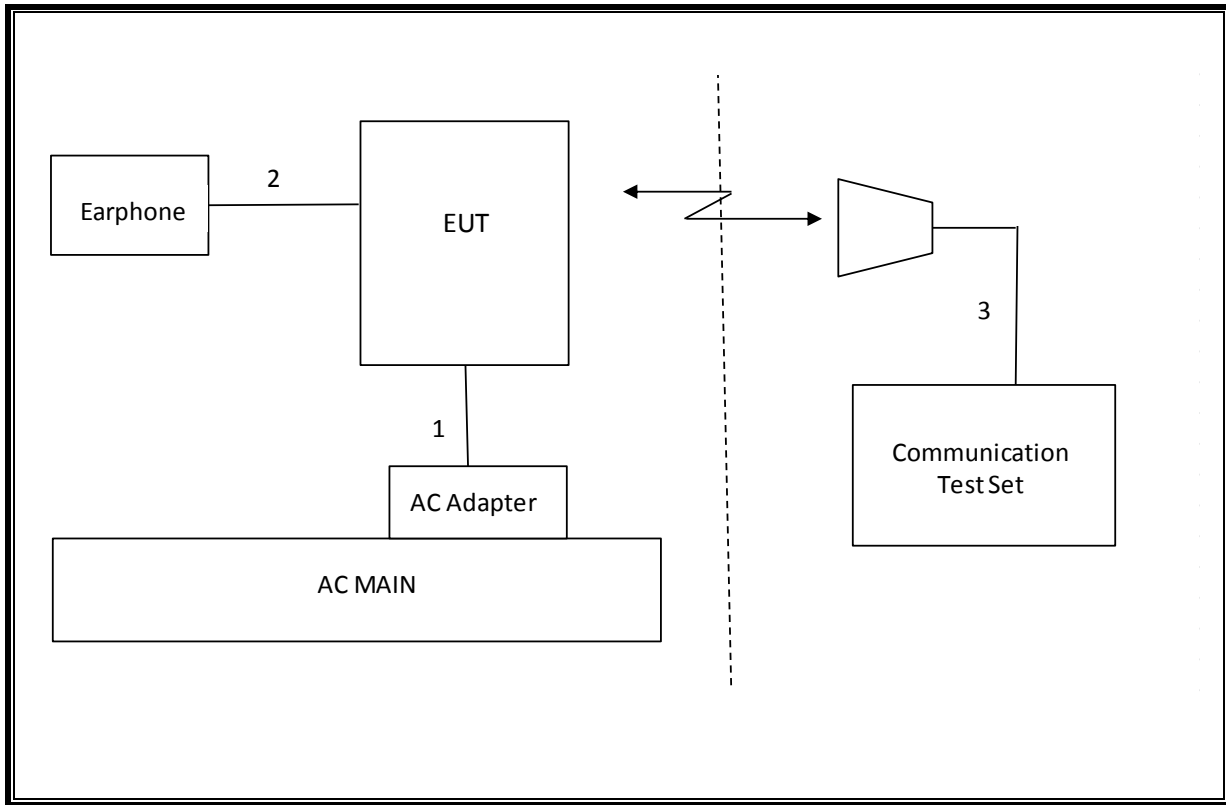 2
Earphone
EUT
3
1
Communication
Test Set
AC Adapter
AC MAIN